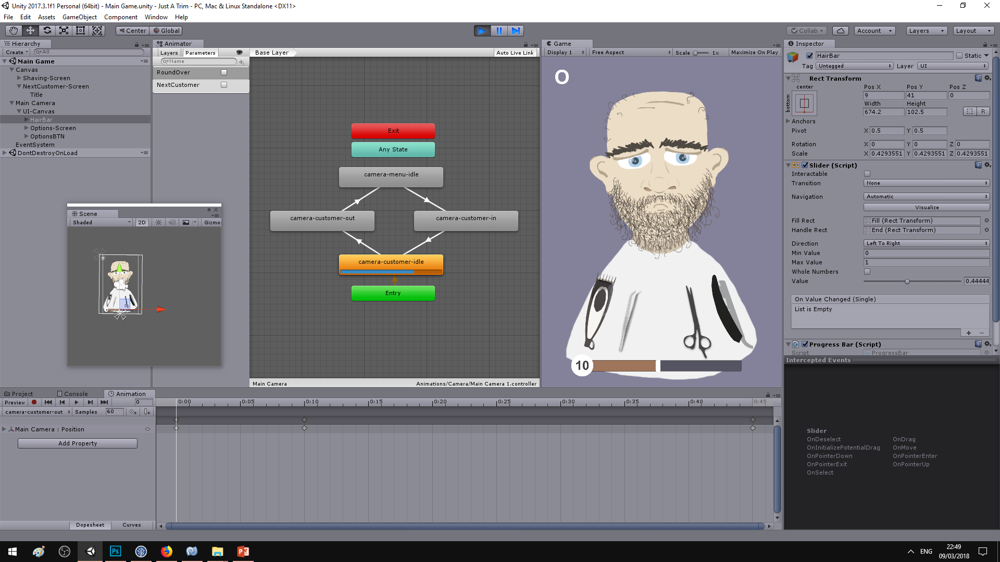 Unity 2017.3.1f1 Personal (64bit) - Main Game.unity - Just A Trim - PC, Mac & Linux Standalone <DX11>
File Edit Assets GameObject Component Window Help
Center Global
Collab Account Layers Layout
Hierarchy
Create All
Main Game
Canvas
Shaving-Screen
NextCustomer-Screen
Title
Main Camera
UI-Canvas
HairBar
Options-Screen
OptionsBTN
EventSystem
DontDestroyOnLoad
Scene
Shaded 2D Gizmo
Animator
Layers Parameters
Name
RoundOver
NextCustomer
Base Layer Auto Live Link
Exit
Any State
camera-menu-idle
camera-customer-out camera-customer-in
camera-customer-idle
Entry
Main Camera Animations/Camera/Main Camera 1.controller
Game
Display 1 Free Aspect Scale 1x Maximize On Play
O
10
Inspector
HairBar Static
Tag Untagged Layer UI
Rect Transform
center
bottom
Pos X Pos Y Pos Z
9 41 0
Width Height
674.2 102.5 R
Anchors
Pivot X 0.5 Y 0.5
Rotation X 0 Y 0 Z 0
Scale X 0.4293551 Y 0.4293551 Z 0.4293551
Slider (Script)
Interactable
Transition None
Navigation Automatic
Visualize
Fill Rect Fill (Rect Transform)
Handle Rect End (Rect Transform)
Direction Left To Right
Min Value 0
Max Value 1
Whole Numbers
Value 0.44444
On Value Changed (Single)
List is Empty
Progress Bar (Script)
Script ProgressBar
Intercepted Events
Slider
OnDeselect OnDrag
OnInitializePotentialDrag OnMove
OnPointerDown OnPointerEnter
OnPointerExit OnPointerUp
OnSelect
Project Console Animation
Preview 0
0:00 0:05 0:10 0:15 0:20 0:25 0:30 0:35 0:40 0:45
camera-customer-out Samples 60
Main Camera : Position
Add Property
Dopesheet Curves
Ps
ENG
22:49
09/03/2018